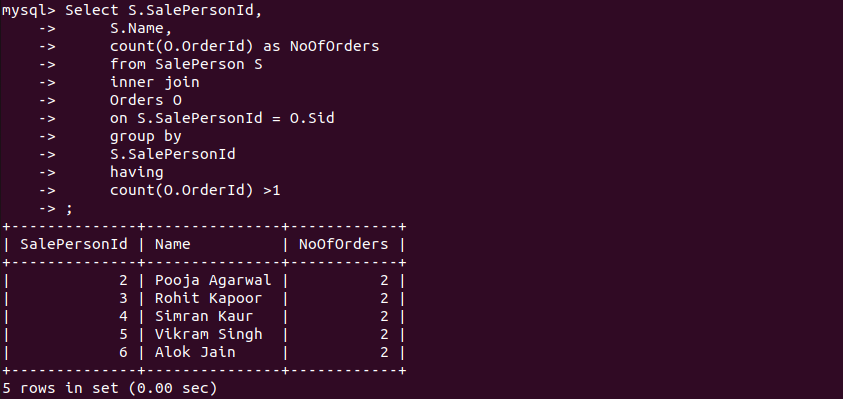 mysql> Select S.SalePersonId,
    ->      S.Name,
    ->      count(O.OrderId) as NoOfOrders
    ->      from SalePerson S
    ->      inner join
    ->      Orders O
    ->      on S.SalePersonId = O.Sid
    ->      group by
    ->      S.SalePersonId
    ->      having
    ->      count(O.OrderId) >1
    -> ;
+--------------+---------------+------------+
| SalePersonId | Name          | NoOfOrders |
+--------------+---------------+------------+
|            2 | Pooja Agarwal |          2 |
|            3 | Rohit Kapoor  |          2 |
|            4 | Simran Kaur   |          2 |
|            5 | Vikram Singh  |          2 |
|            6 | Alok Jain     |          2 |
+--------------+---------------+------------+
5 rows in set (0.00 sec)